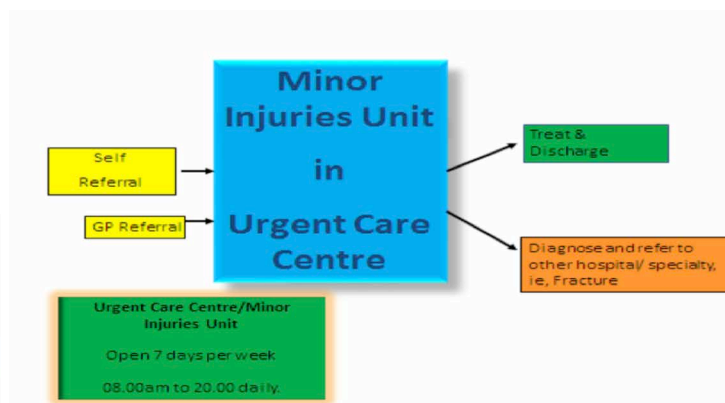 Minor
Injuries Unit
in
Urgent Care
Centre
Self
Referral
GP Referral
Treat &
Discharge
Diagnose and refer to
other hospital/ specialty,
ie, Fracture
Urgent Care Centre/Minor
Injuries Unit
Open 7 days per week
08.00am to 20.00 daily.